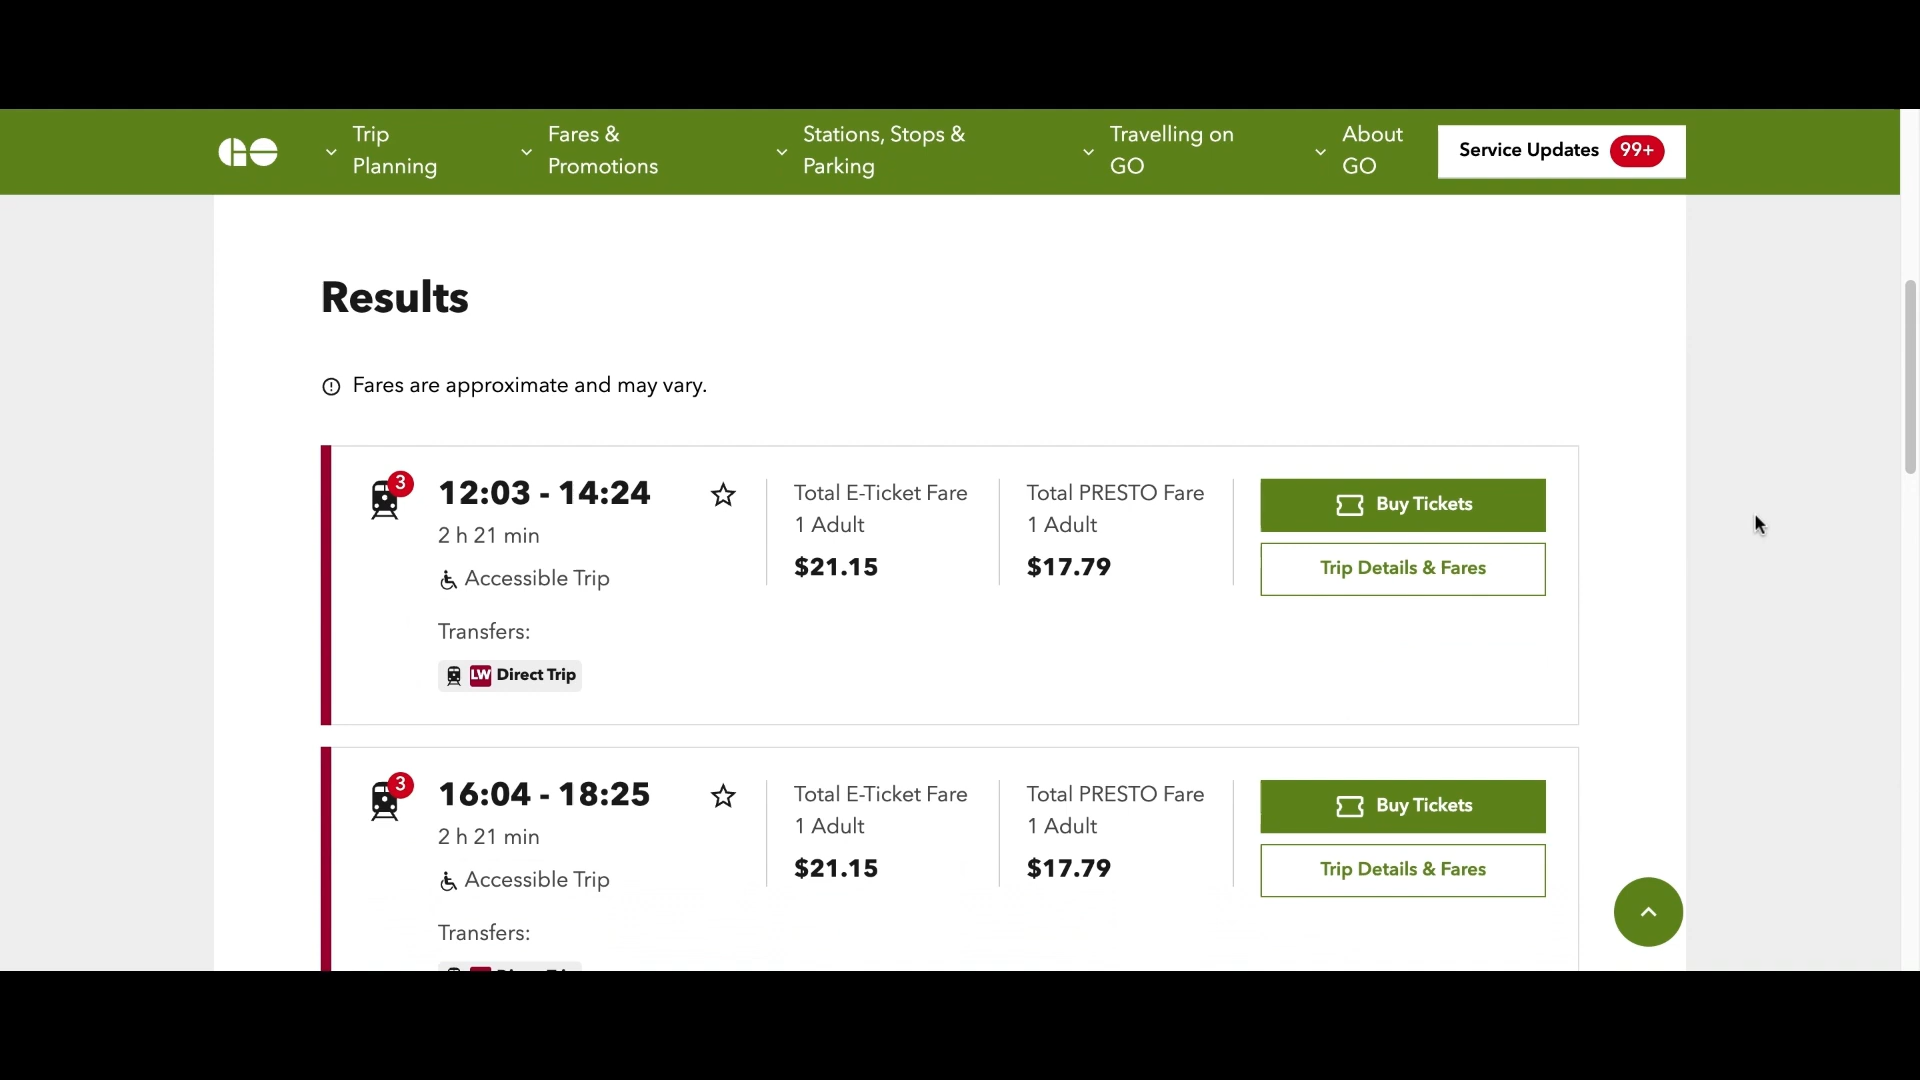 GO
Trip
Planning
Fares &
Promotions
Stations, Stops &
Parking
Travelling on
GO
About
GO
Service Updates 99+
Results
Fares are approximate and may vary.
3
12:03 - 14:24
2 h 21 min
Accessible Trip
Transfers:
LW Direct Trip
Total E-Ticket Fare
1 Adult
$21.15
Total PRESTO Fare
1 Adult
$17.79
Buy Tickets
Trip Details & Fares
3
16:04 - 18:25
2 h 21 min
Accessible Trip
Transfers:
Total E-Ticket Fare
1 Adult
$21.15
Total PRESTO Fare
1 Adult
$17.79
Buy Tickets
Trip Details & Fares